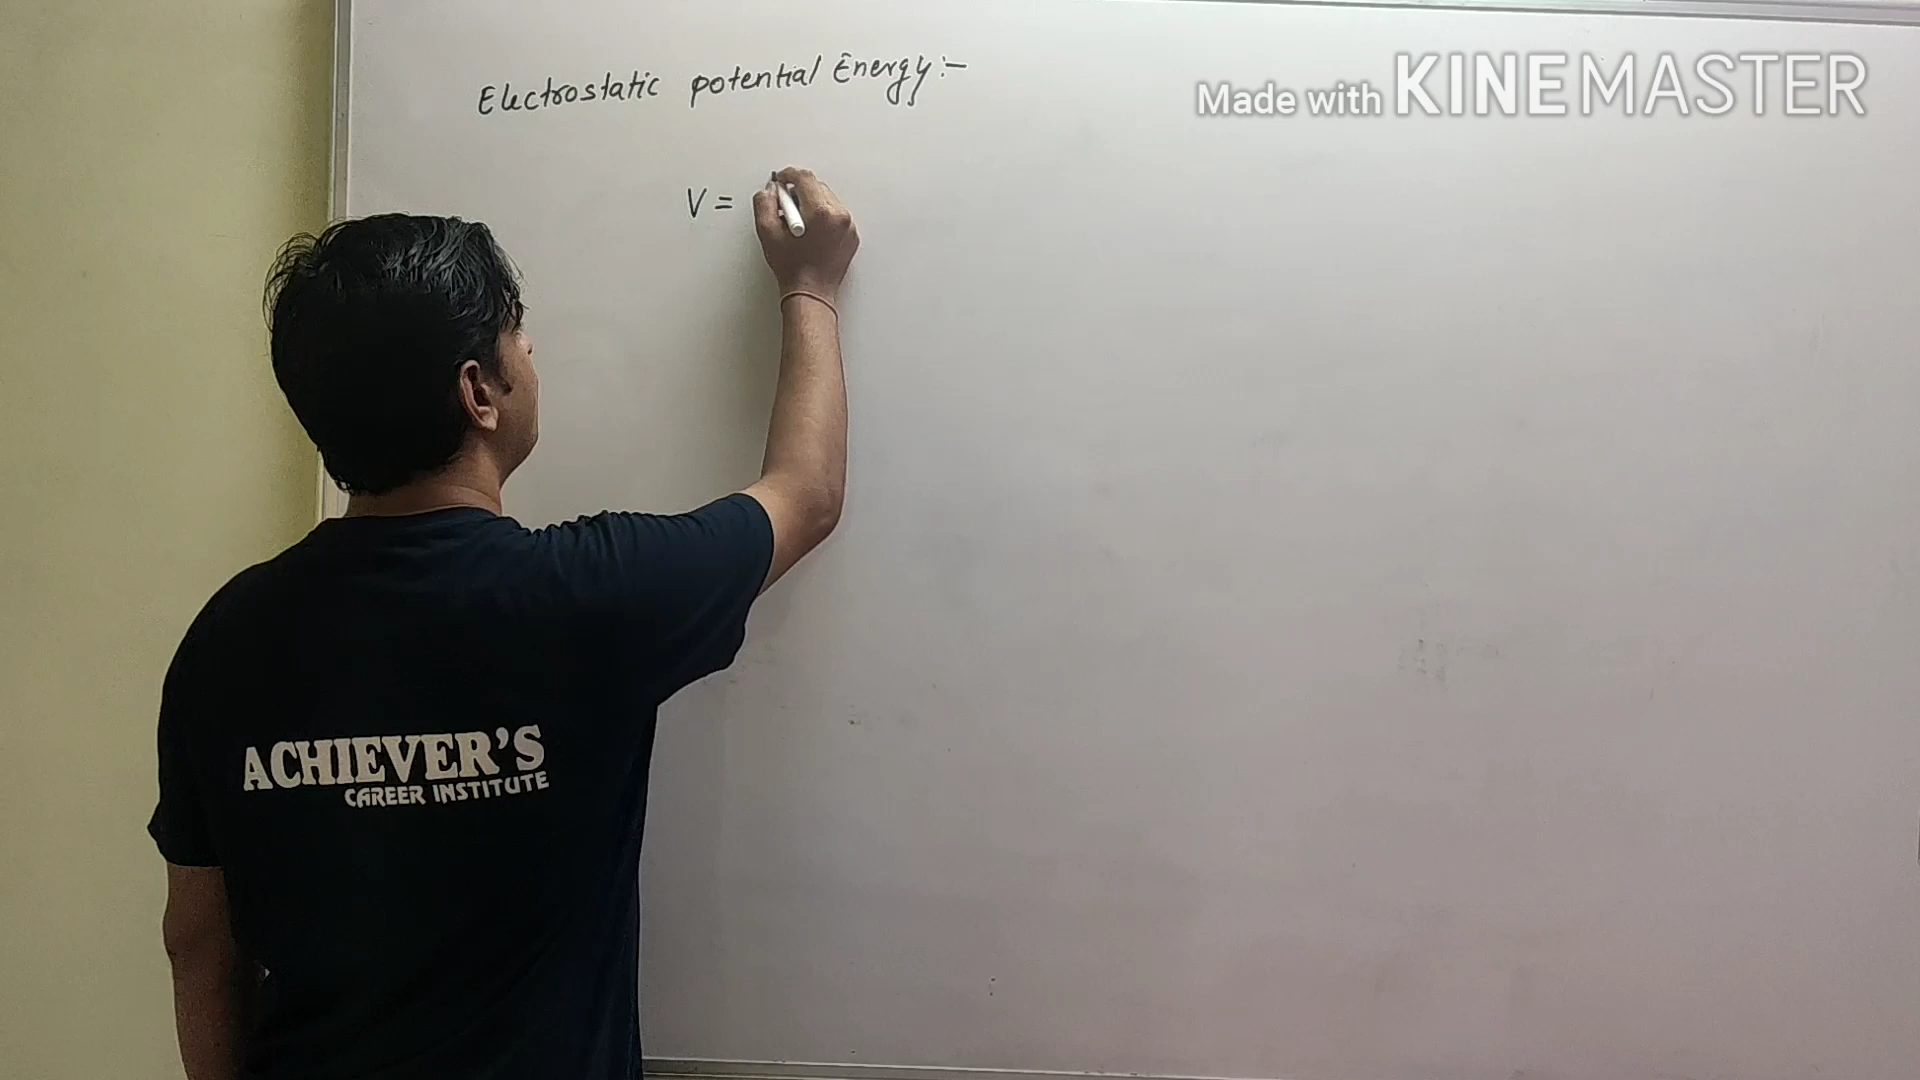 Electrostatic potential Energy:-
Made with KINEMASTER
V =
ACHIEVER'S
CAREER INSTITUTE